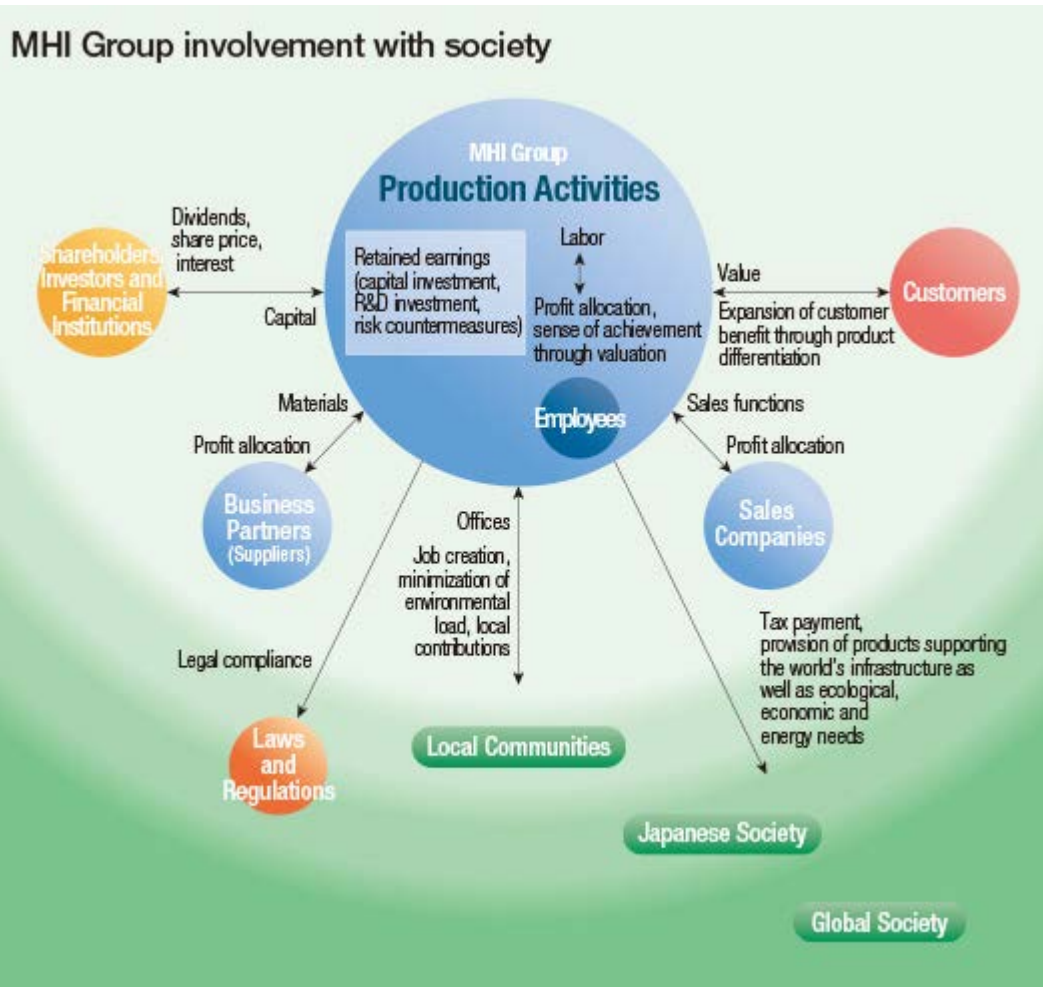 MHI Group involvement with society
MHI Group
Production Activities
Retained earnings
(capital investment,
R&D investment,
risk countermeasures)
Labor
Profit allocation,
sense of achievement
through valuation
Employees
Dividends,
share price,
interest
Capital
Shareholders,
Investors and
Financial
Institutions
Value
Expansion of customer
benefit through product
differentiation
Customers
Materials
Profit allocation
Business
Partners
(Suppliers)
Sales functions
Profit allocation
Sales
Companies
Offices
Job creation,
minimization of
environmental
load, local
contributions
Legal compliance
Laws
and
Regulations
Tax payment,
provision of products supporting
the world's infrastructure as
well as ecological,
economic and
energy needs
Local Communities
Japanese Society
Global Society